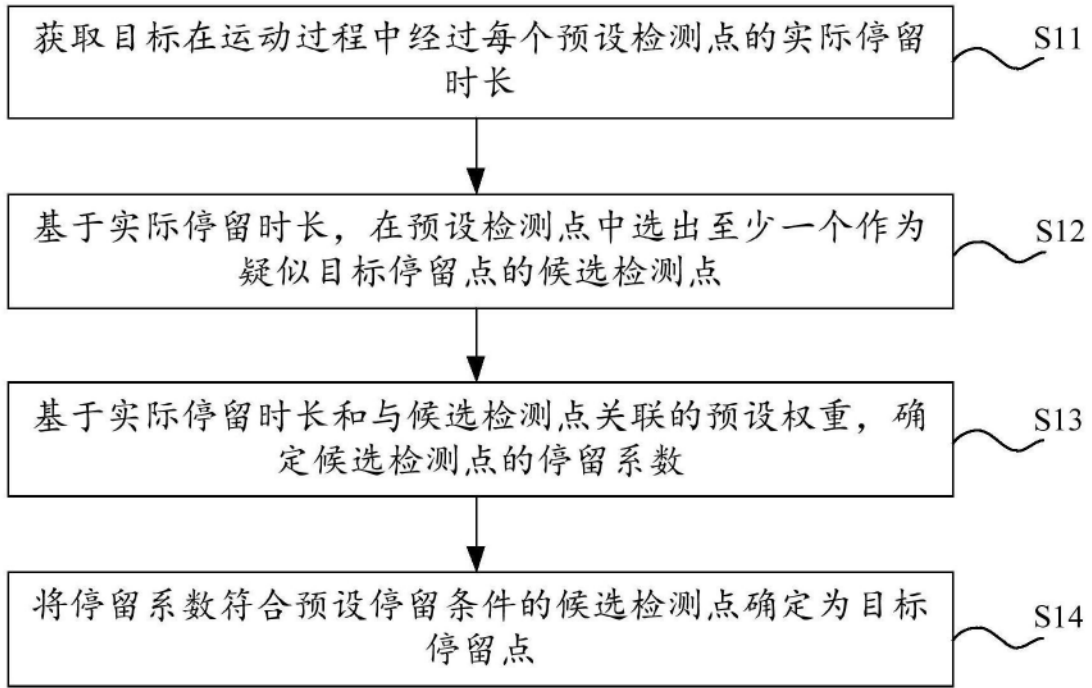 获取目标在运动过程中经过每个预设检测点的实际停留
时长
S11
基于实际停留时长，在预设检测点中选出至少一个作为
疑似目标停留点的候选检测点
S12
基于实际停留时长和与候选检测点关联的预设权重，确
定候选检测点的停留系数
S13
将停留系数符合预设停留条件的候选检测点确定为目标
停留点
S14